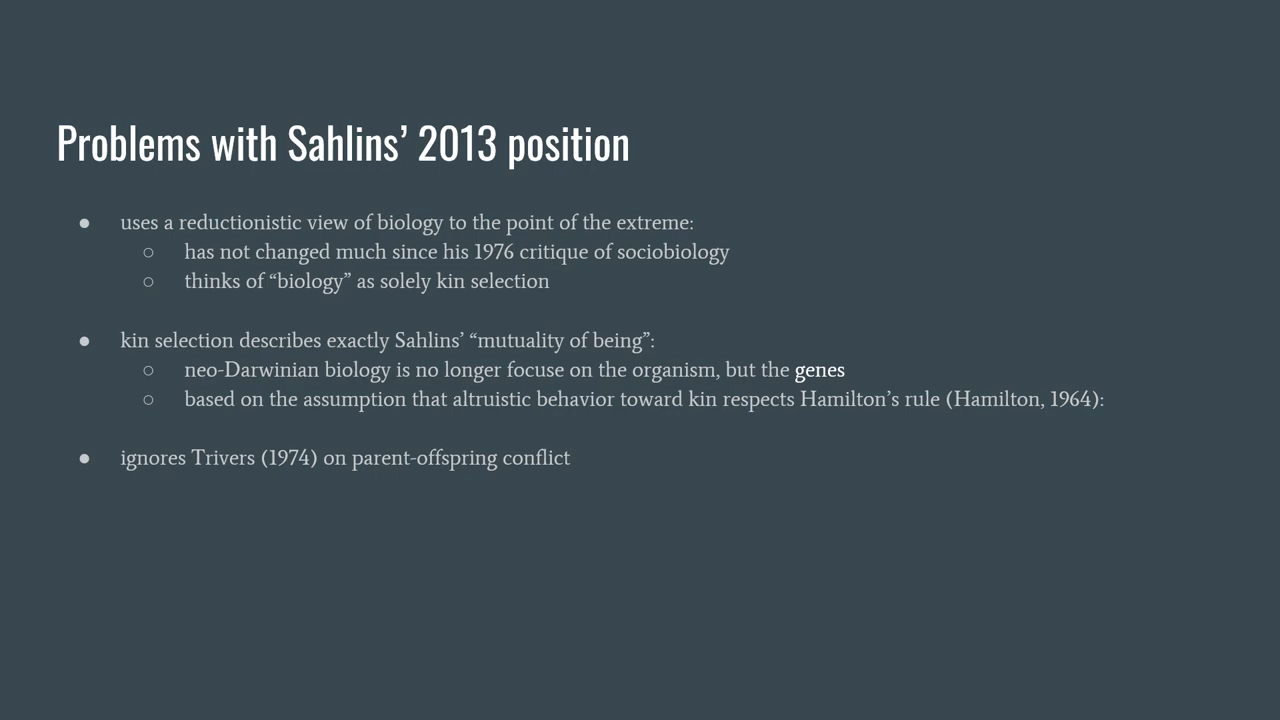 Problems with Sahlins’ 2013 position
● uses a reductionistic view of biology to the point of the extreme:
○ has not changed much since his 1976 critique of sociobiology
○ thinks of “biology” as solely kin selection
● kin selection describes exactly Sahlins’ “mutuality of being”:
○ neo-Darwinian biology is no longer focuse on the organism, but the genes
○ based on the assumption that altruistic behavior toward kin respects Hamilton’s rule (Hamilton, 1964):
● ignores Trivers (1974) on parent-offspring conflict